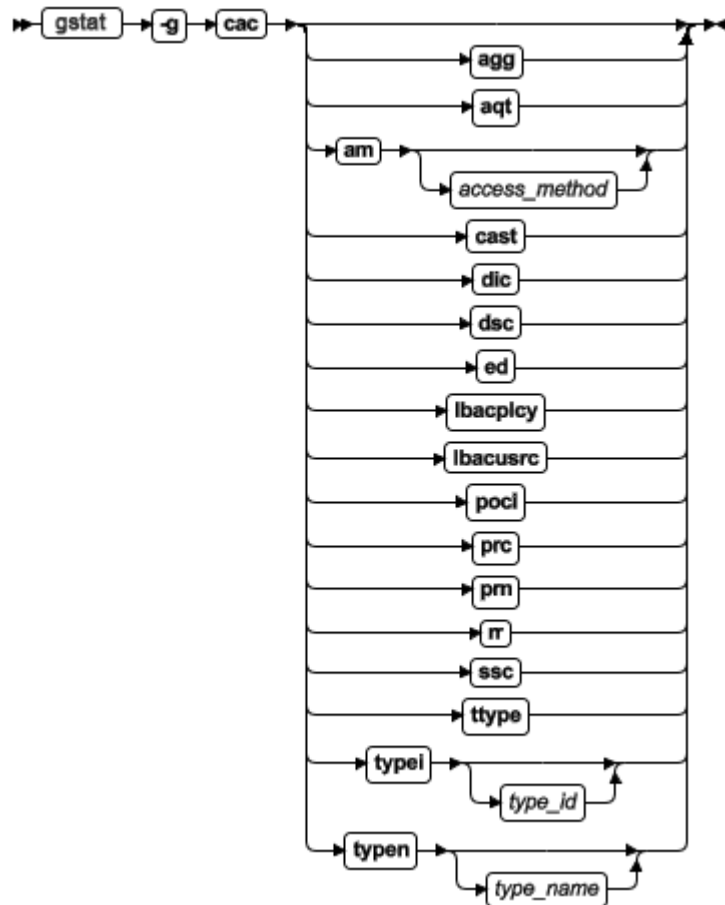 gstat -g cac
agg
aqt
am
access_method
cast
dic
dsc
ed
lbacplcy
lbacusrc
poci
prc
prn
rr
ssc
ttype
typei
type_id
typen
type_name